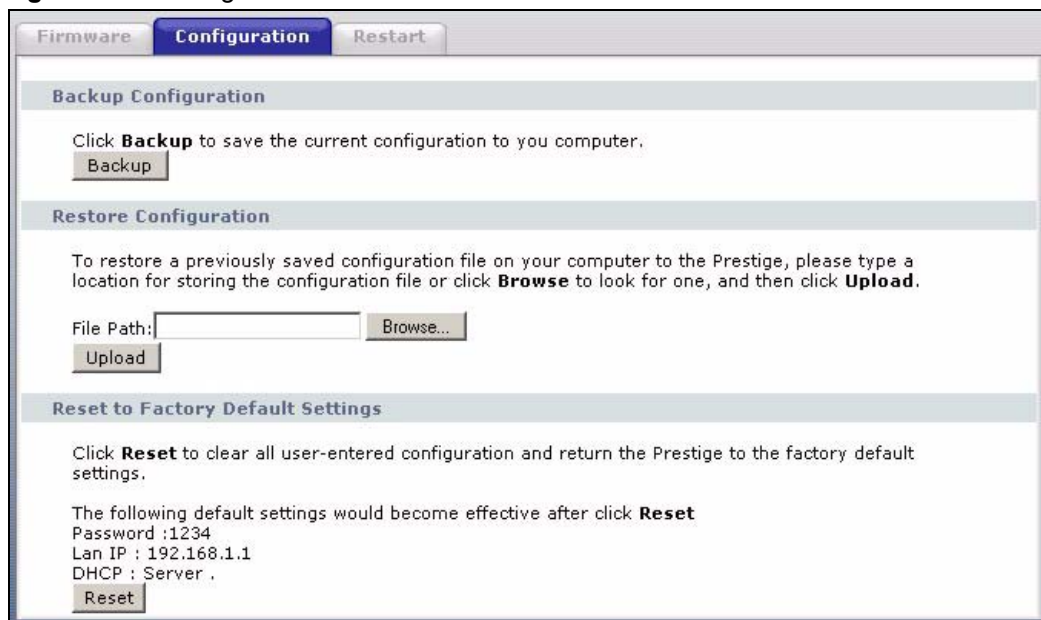 Firmware Configuration Restart
Backup Configuration
Click Backup to save the current configuration to you computer.
Backup
Restore Configuration
To restore a previously saved configuration file on your computer to the Prestige, please type a
location for storing the configuration file or click Browse to look for one, and then click Upload.
File Path: Browse...
Upload
Reset to Factory Default Settings
Click Reset to clear all user-entered configuration and return the Prestige to the factory default
settings.
The following default settings would become effective after click Reset
Password :1234
Lan IP : 192.168.1.1
DHCP : Server .
Reset